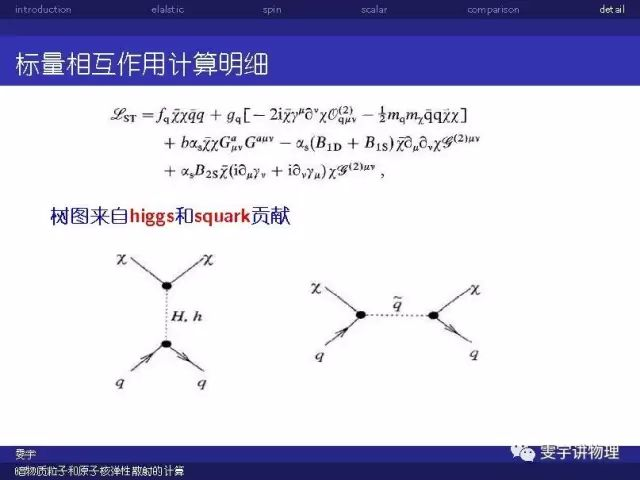 introduction elalstic spin scalar comparison detail
标量相互作用计算明细
ℒ_ST = f_q χ̄χq̄q + g_q[−2iχ̄γ^μ∂^νχ𝒪^(2)_qμν − ½m_q m_χ q̄qχ̄χ]
+ bα_s χ̄χG^a_μν G^aμν − α_s(B_1D + B_1S)χ̄∂_μ∂_νχ𝒢^(2)μν
+ α_s B_2S χ̄(i∂_μγ_ν + i∂_νγ_μ)χ𝒢^(2)μν ,
树图来自higgs和squark贡献
χ χ
χ q̃ χ
H, h
q q
q q
雯宇
暗物质粒子和原子核弹性散射的计算
雯宇讲物理